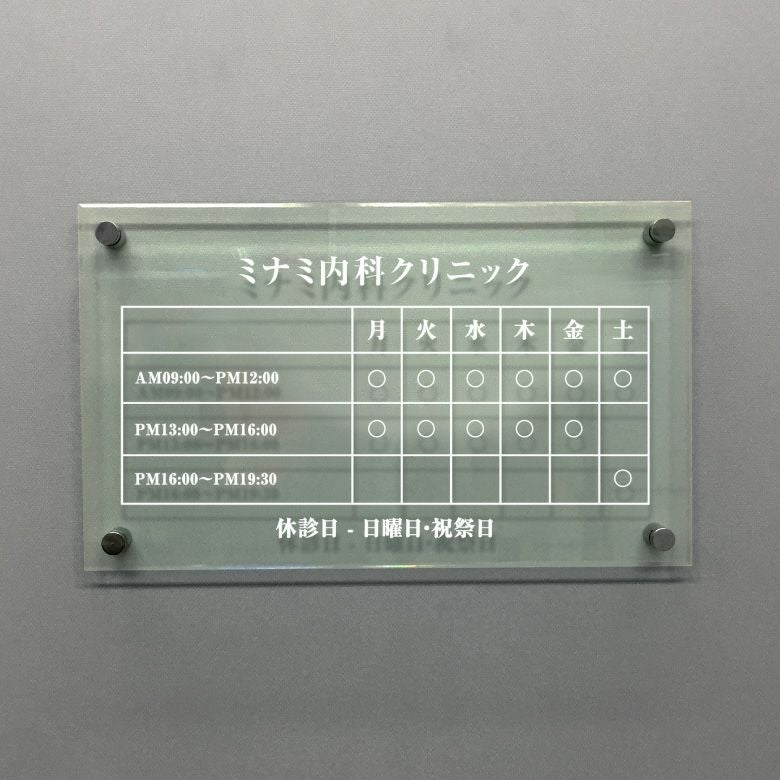 ミナミ内科クリニック
月 火 水 木 金 土
AM09:00～PM12:00 ○ ○ ○ ○ ○ ○
PM13:00～PM16:00 ○ ○ ○ ○ ○
PM16:00～PM19:30 ○
休診日 - 日曜日･祝祭日